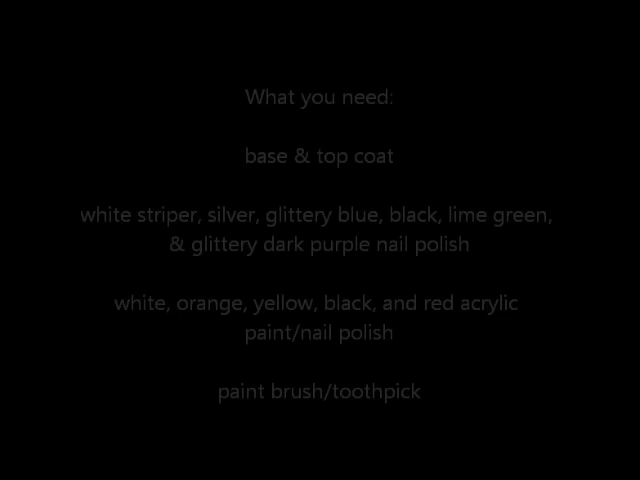 What you need:
base & top coat
white striper, silver, glittery blue, black, lime green,
& glittery dark purple nail polish
white, orange, yellow, black, and red acrylic
paint/nail polish
paint brush/toothpick